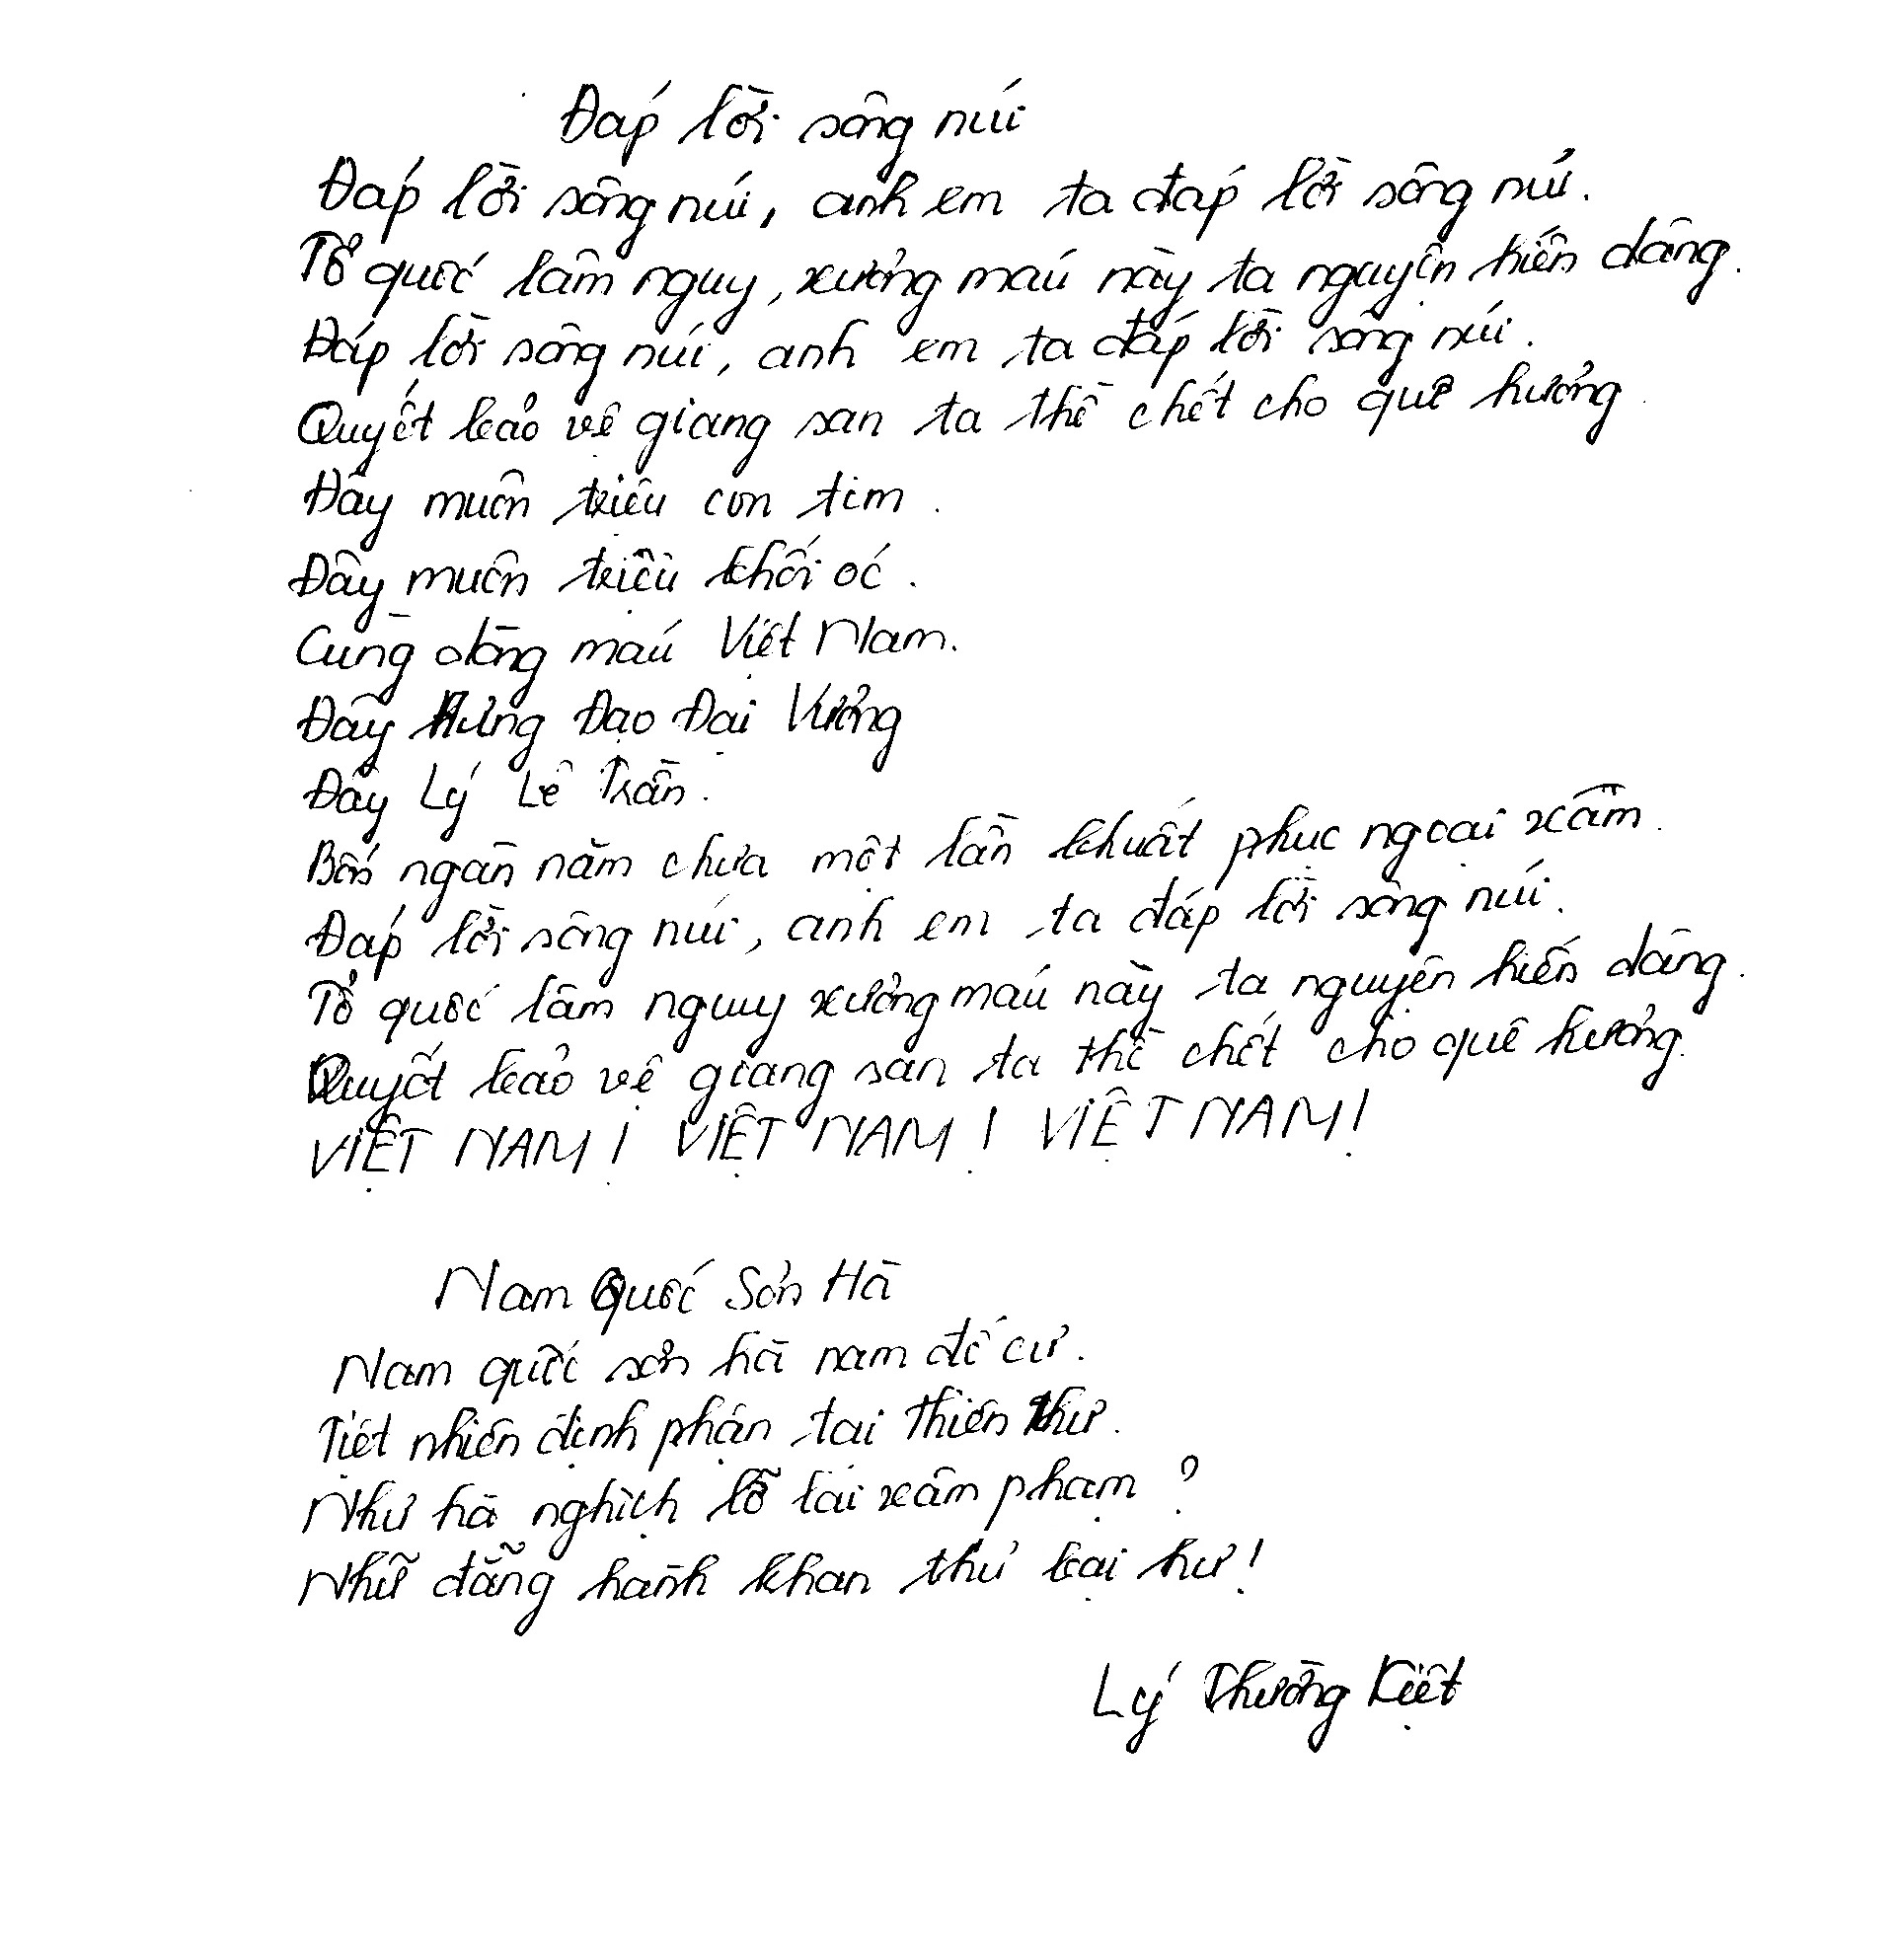 Đáp lời sông núi
Đáp lời sông núi, anh em ta đáp lời sông núi.
Tổ quốc lâm nguy, xương máu này ta nguyện hiến dâng.
Đáp lời sông núi, anh em ta đáp lời sông núi.
Quyết bảo vệ giang san ta thề chết cho quê hương.
Đây muôn triệu con tim.
Đây muôn triệu khối óc.
Cùng dòng máu Việt Nam.
Đây Hưng Đạo Đại Vương
Đây Lý Lê Trần.
Bốn ngàn năm chưa một lần khuất phục ngoại xâm.
Đáp lời sông núi, anh em ta đáp lời sông núi.
Tổ quốc lâm nguy xương máu này ta nguyện hiến dâng.
Quyết bảo vệ giang san ta thề chết cho quê hương.
VIỆT NAM! VIỆT NAM! VIỆT NAM!
Nam Quốc Sơn Hà
Nam quốc sơn hà nam đế cư.
Tiệt nhiên định phận tại thiên thư.
Như hà nghịch lỗ lai xâm phạm?
Nhữ đẳng hành khan thủ bại hư!
Lý Thường Kiệt